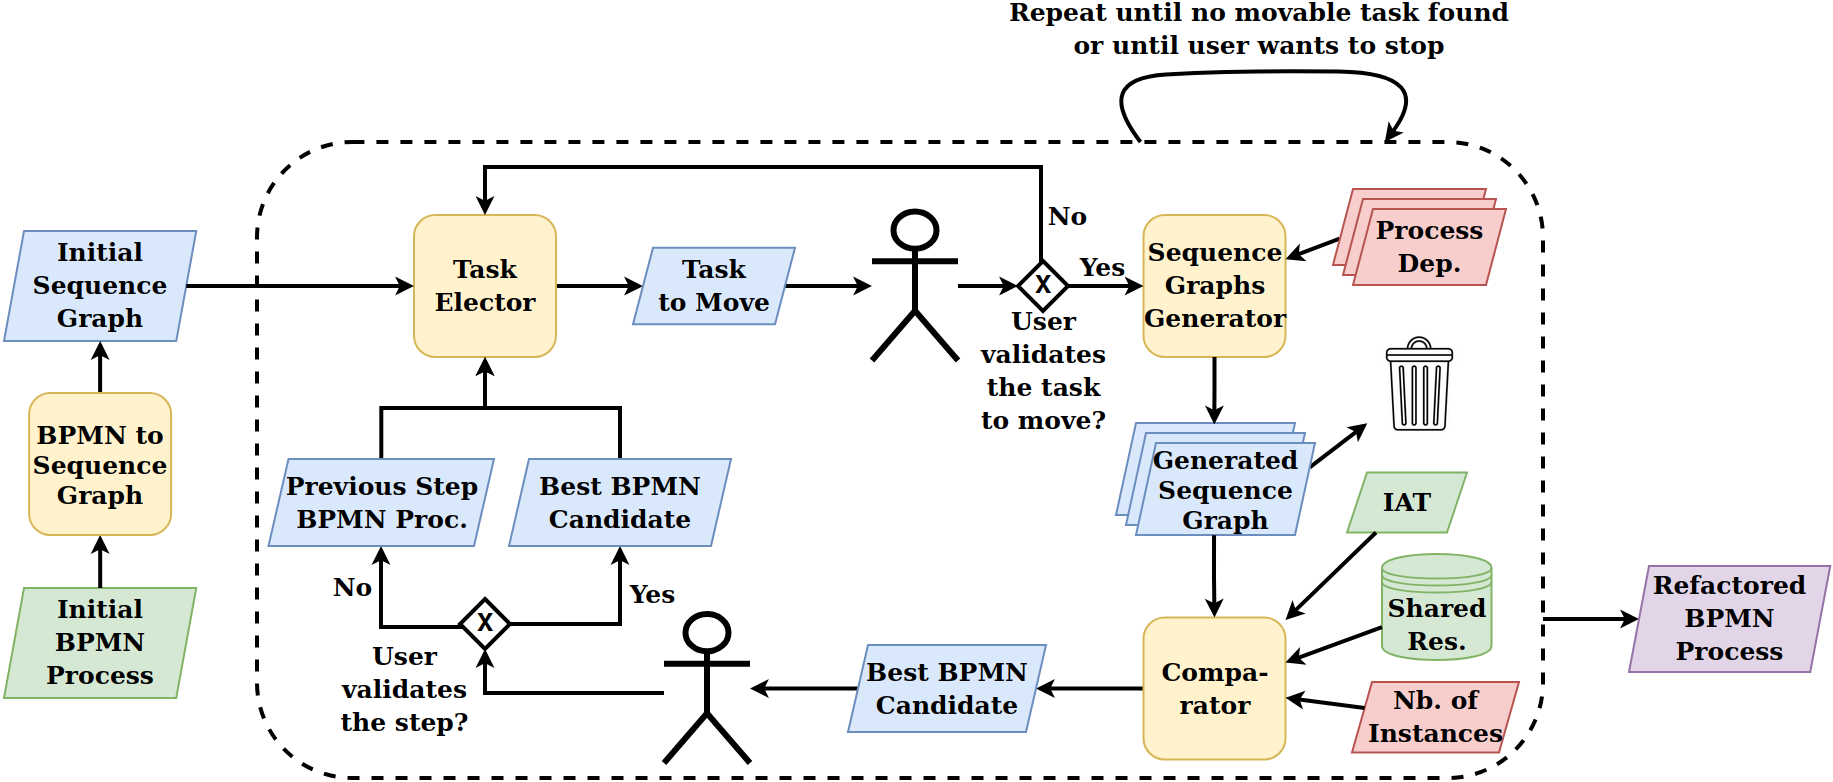 Repeat until no movable task found
or until user wants to stop
Initial
Sequence
Graph
Task
Elector
Task
to Move
No
X
Yes
User
validates
the task
to move?
Sequence
Graphs
Generator
Process
Dep.
BPMN to
Sequence
Graph
Previous Step
BPMN Proc.
Best BPMN
Candidate
Generated
Sequence
Graph
IAT
Shared
Res.
Nb. of
Instances
Initial
BPMN
Process
No
X
Yes
User
validates
the step?
Best BPMN
Candidate
Compa-
rator
Refactored
BPMN
Process